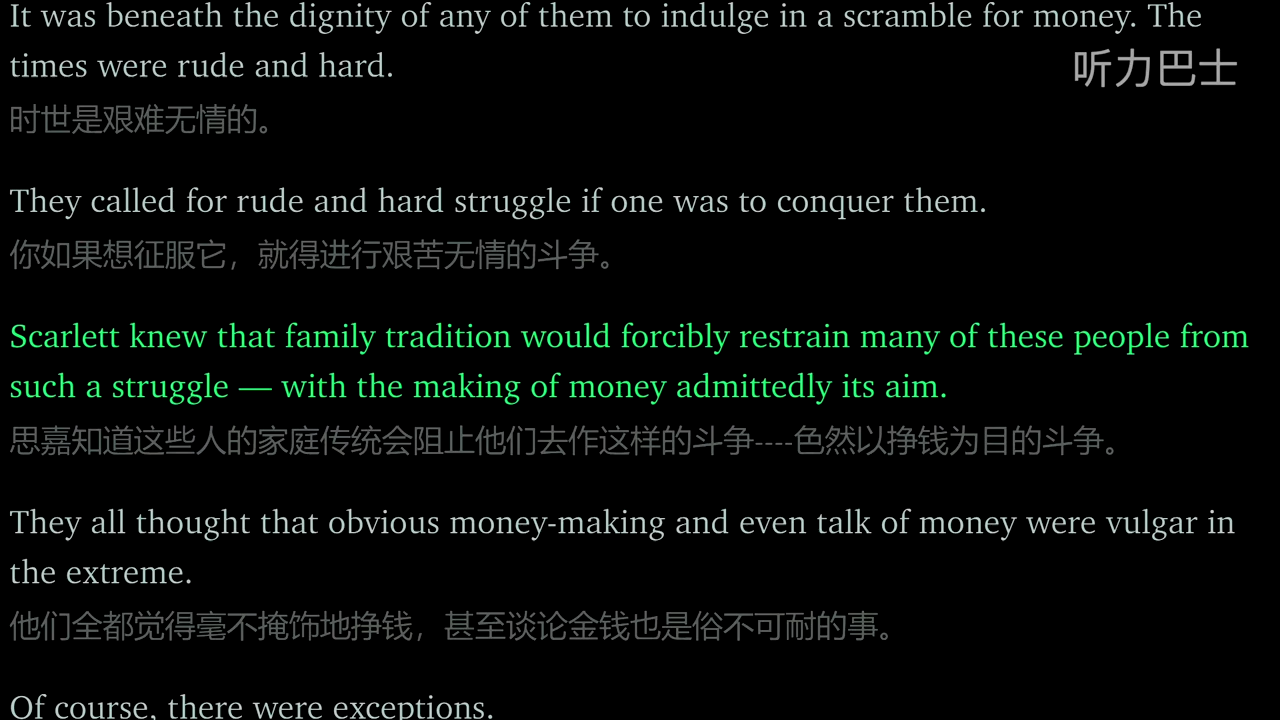 It was beneath the dignity of any of them to indulge in a scramble for money. The
times were rude and hard.
听力巴士
时世是艰难无情的。
They called for rude and hard struggle if one was to conquer them.
你如果想征服它，就得进行艰苦无情的斗争。
Scarlett knew that family tradition would forcibly restrain many of these people from
such a struggle — with the making of money admittedly its aim.
思嘉知道这些人的家庭传统会阻止他们去作这样的斗争----色然以挣钱为目的斗争。
They all thought that obvious money-making and even talk of money were vulgar in
the extreme.
他们全都觉得毫不掩饰地挣钱，甚至谈论金钱也是俗不可耐的事。
Of course, there were exceptions.